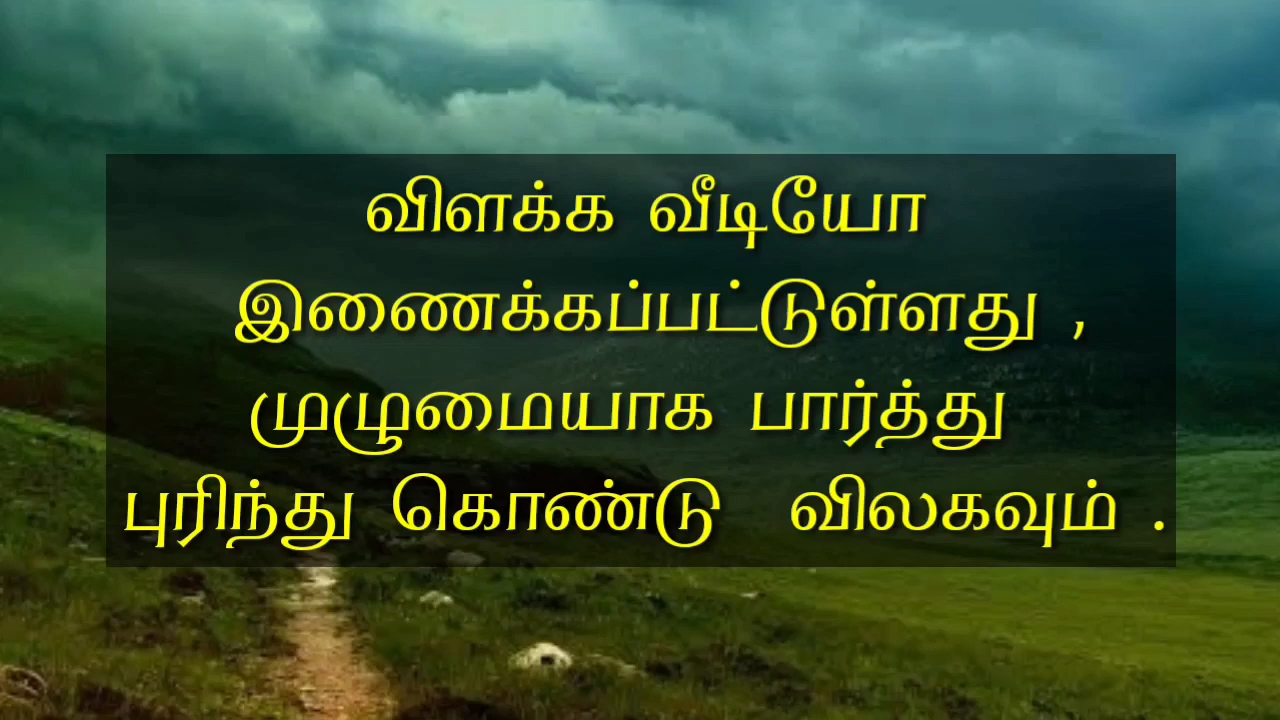 விளக்க வீடியோ
இணைக்கப்பட்டுள்ளது ,
முழுமையாக பார்த்து
புரிந்து கொண்டு விலகவும் .